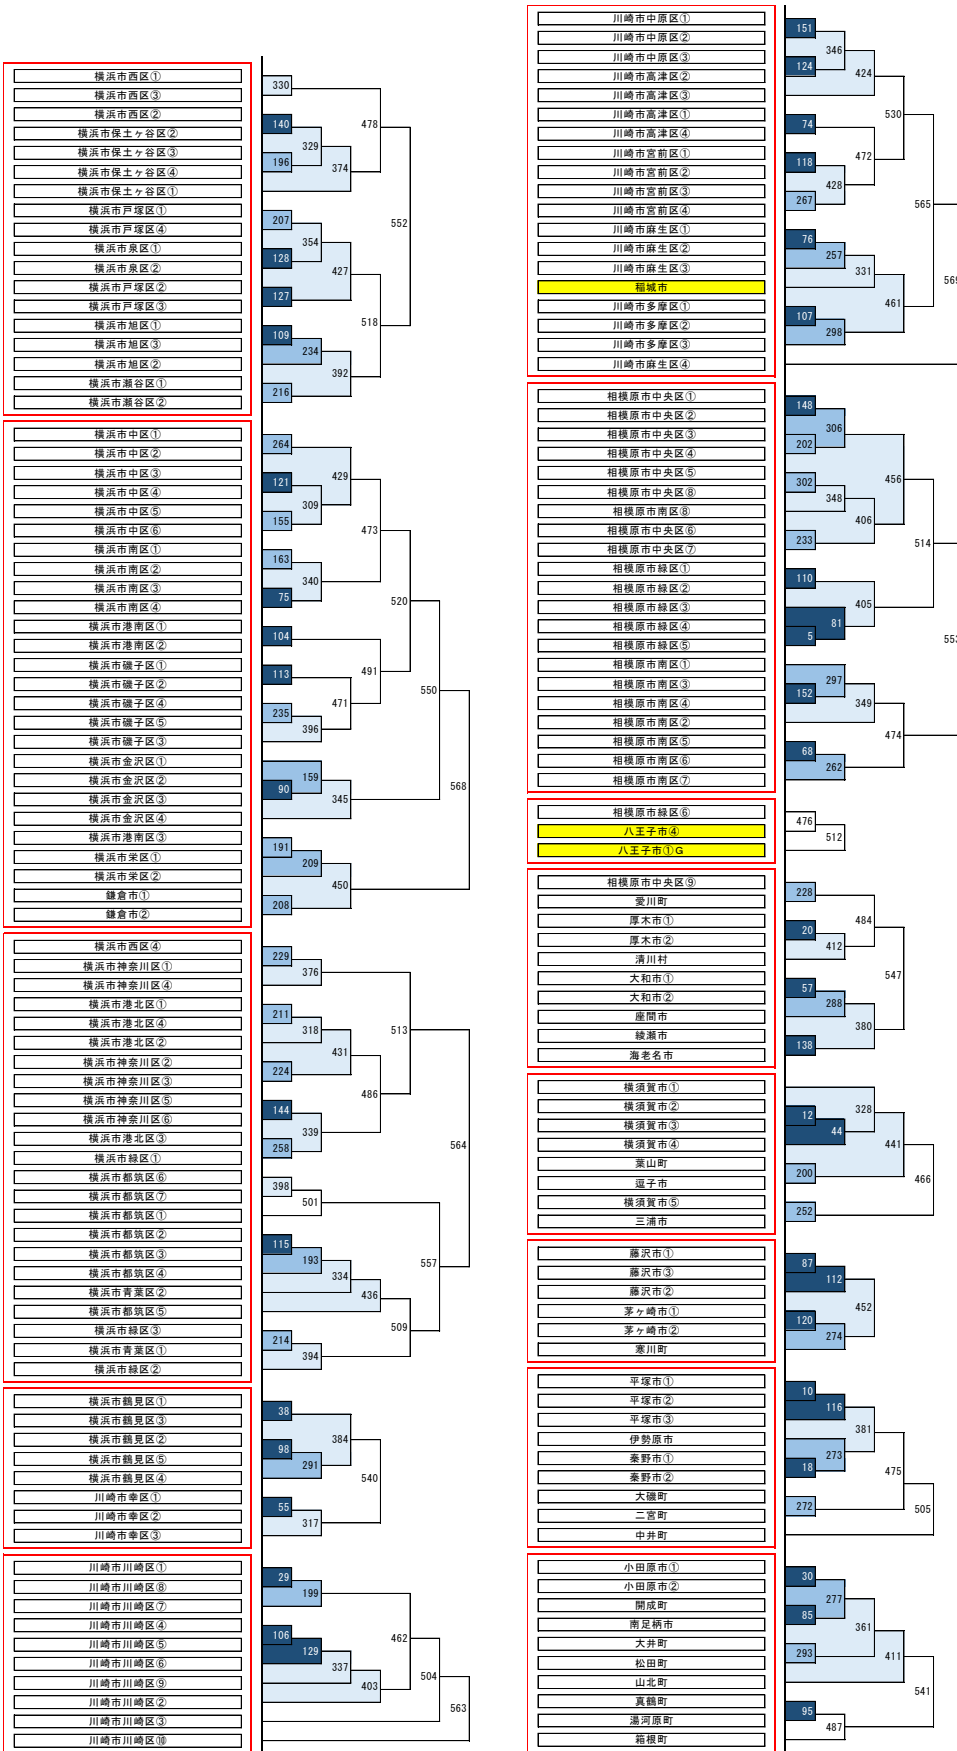 横浜市西区①
横浜市西区③
横浜市西区②
横浜市保土ヶ谷区②
横浜市保土ヶ谷区③
横浜市保土ヶ谷区④
横浜市保土ヶ谷区①
横浜市戸塚区①
横浜市戸塚区④
横浜市泉区①
横浜市泉区②
横浜市戸塚区②
横浜市戸塚区③
横浜市旭区①
横浜市旭区③
横浜市旭区②
横浜市瀬谷区①
横浜市瀬谷区②
330
140
196
329
374
478
207
128
354
127
427
109
234
216
392
518
552
横浜市中区①
横浜市中区②
横浜市中区③
横浜市中区④
横浜市中区⑤
横浜市中区⑥
横浜市南区①
横浜市南区②
横浜市南区③
横浜市南区④
横浜市港南区①
横浜市港南区②
横浜市磯子区①
横浜市磯子区②
横浜市磯子区④
横浜市磯子区⑤
横浜市磯子区③
横浜市金沢区①
横浜市金沢区②
横浜市金沢区③
横浜市金沢区④
横浜市港南区③
横浜市栄区①
横浜市栄区②
鎌倉市①
鎌倉市②
264
121
155
309
429
163
75
340
473
104
113
235
396
471
491
520
159
90
345
550
191
209
208
450
568
横浜市西区④
横浜市神奈川区①
横浜市神奈川区④
横浜市港北区①
横浜市港北区④
横浜市港北区②
横浜市神奈川区②
横浜市神奈川区③
横浜市神奈川区⑤
横浜市神奈川区⑥
横浜市港北区③
横浜市緑区①
横浜市都筑区⑥
横浜市都筑区⑦
横浜市都筑区①
横浜市都筑区②
横浜市都筑区③
横浜市都筑区④
横浜市青葉区②
横浜市都筑区⑤
横浜市緑区③
横浜市青葉区①
横浜市緑区②
229
376
211
318
224
431
144
258
339
486
513
398
501
115
193
334
436
214
394
509
557
564
横浜市鶴見区①
横浜市鶴見区③
横浜市鶴見区②
横浜市鶴見区⑤
横浜市鶴見区④
川崎市幸区①
川崎市幸区②
川崎市幸区③
38
98
291
384
55
317
540
川崎市川崎区①
川崎市川崎区⑧
川崎市川崎区⑦
川崎市川崎区④
川崎市川崎区⑤
川崎市川崎区⑥
川崎市川崎区⑨
川崎市川崎区②
川崎市川崎区③
川崎市川崎区⑩
29
199
106
129
337
403
462
504
563
川崎市中原区①
川崎市中原区②
川崎市中原区③
川崎市高津区②
川崎市高津区③
川崎市高津区①
川崎市高津区④
川崎市宮前区①
川崎市宮前区②
川崎市宮前区③
川崎市宮前区④
川崎市麻生区①
川崎市麻生区②
川崎市麻生区③
稲城市
川崎市多摩区①
川崎市多摩区②
川崎市多摩区③
川崎市麻生区④
151
124
346
424
74
118
267
428
472
530
76
257
331
107
298
461
565
569
相模原市中央区①
相模原市中央区②
相模原市中央区③
相模原市中央区④
相模原市中央区⑤
相模原市中央区⑧
相模原市南区⑧
相模原市中央区⑥
相模原市中央区⑦
相模原市緑区①
相模原市緑区②
相模原市緑区③
相模原市緑区④
相模原市緑区⑤
相模原市南区①
相模原市南区③
相模原市南区④
相模原市南区②
相模原市南区⑤
相模原市南区⑥
相模原市南区⑦
148
306
202
302
348
233
406
456
110
81
5
405
514
297
152
349
68
262
474
553
相模原市緑区⑥
八王子市④
八王子市①G
476
512
相模原市中央区⑨
愛川町
厚木市①
厚木市②
清川村
大和市①
大和市②
座間市
綾瀬市
海老名市
228
20
412
484
57
288
138
380
547
横須賀市①
横須賀市②
横須賀市③
横須賀市④
葉山町
逗子市
横須賀市⑤
三浦市
12
44
328
200
441
252
466
藤沢市①
藤沢市③
藤沢市②
茅ヶ崎市①
茅ヶ崎市②
寒川町
87
112
120
274
452
平塚市①
平塚市②
平塚市③
伊勢原市
秦野市①
秦野市②
大磯町
二宮町
中井町
10
116
273
18
381
272
475
505
小田原市①
小田原市②
開成町
南足柄市
大井町
松田町
山北町
真鶴町
湯河原町
箱根町
30
277
85
293
361
411
95
487
541